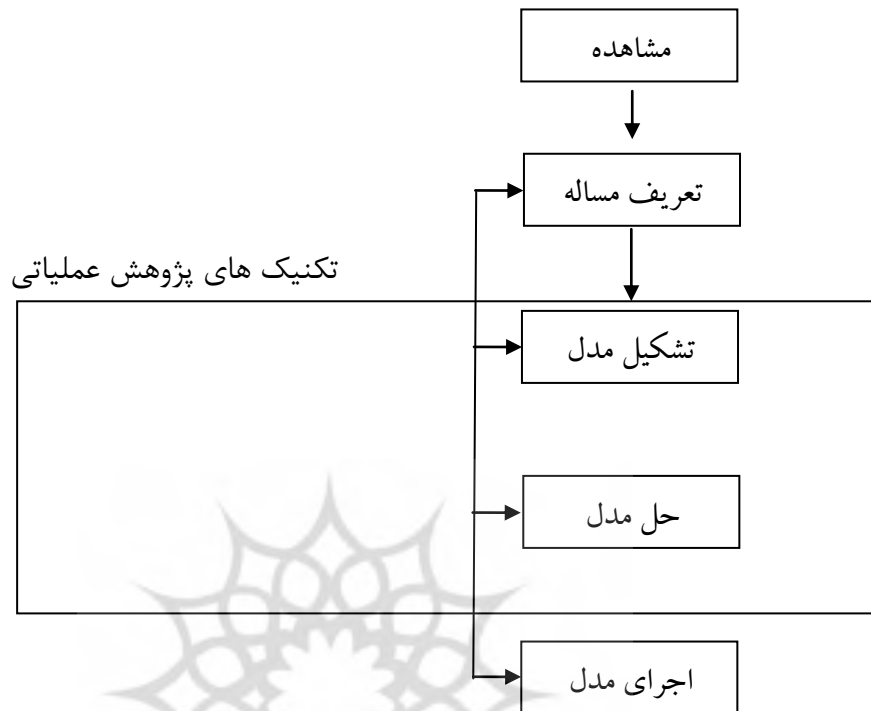 مشاهده
تعریف مساله
تکنیک های پژوهش عملیاتی
تشکیل مدل
حل مدل
اجرای مدل